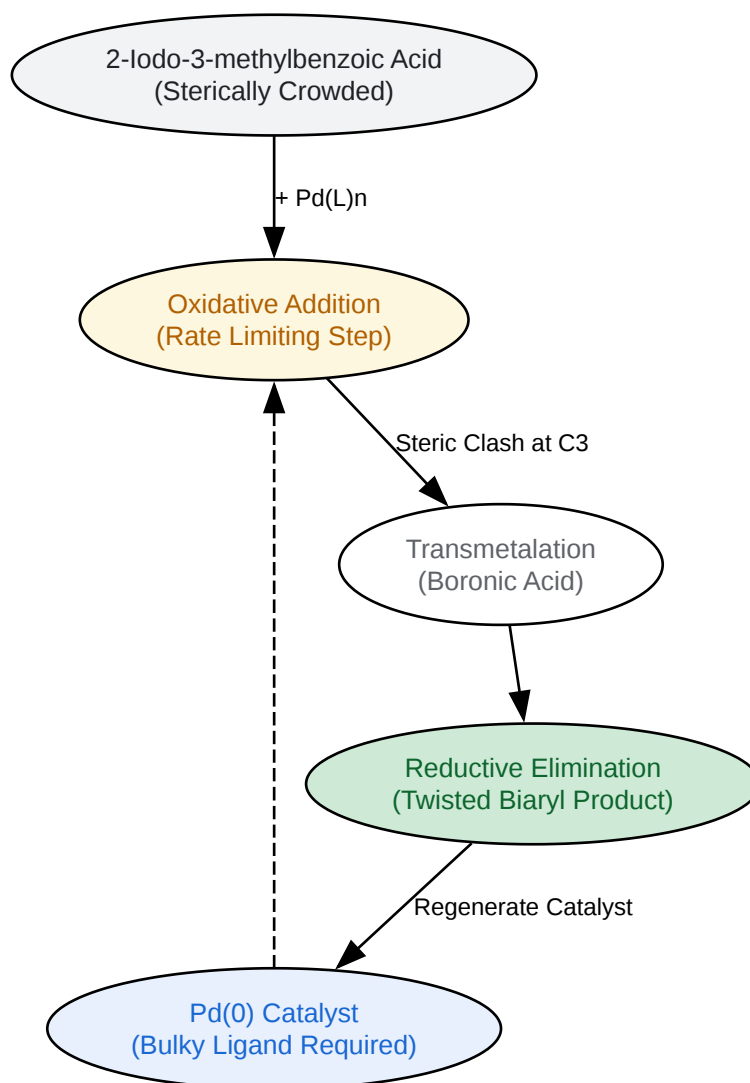 2-Iodo-3-methylbenzoic Acid
(Sterically Crowded)
+ Pd(L)n
Oxidative Addition
(Rate Limiting Step)
Steric Clash at C3
Transmetalation
(Boronic Acid)
Reductive Elimination
(Twisted Biaryl Product)
Regenerate Catalyst
Pd(0) Catalyst
(Bulky Ligand Required)